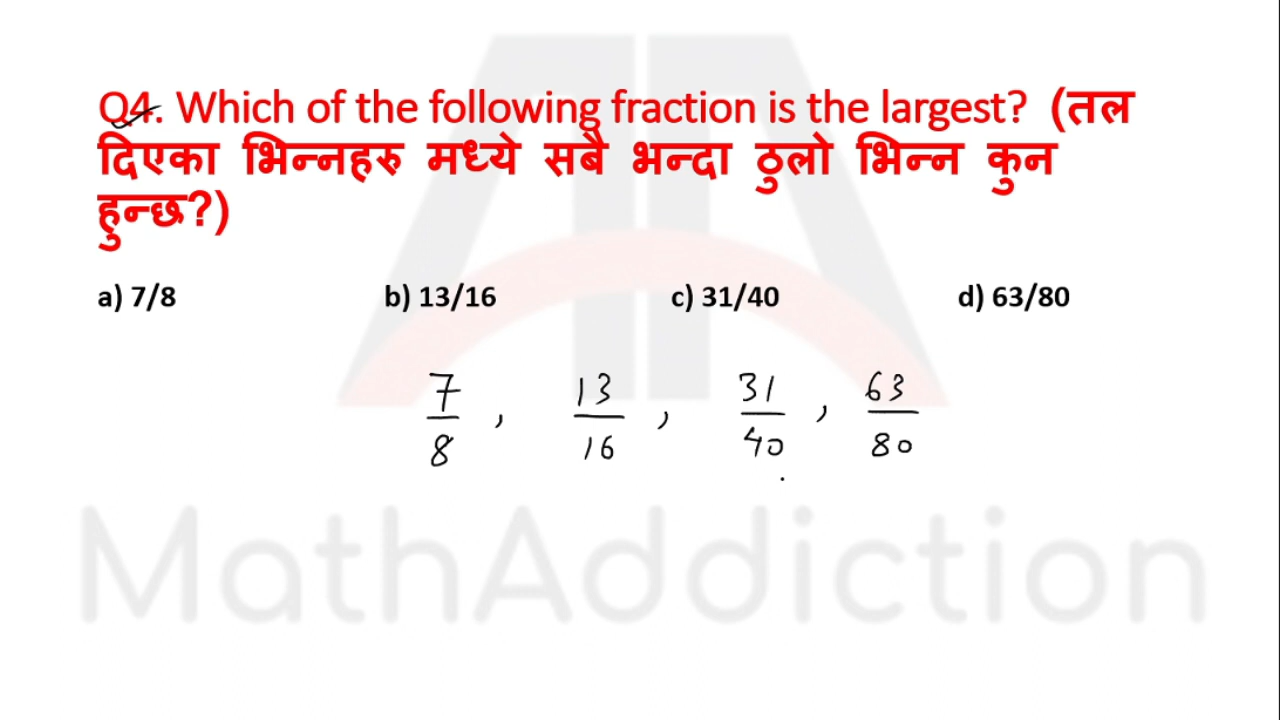 Q4. Which of the following fraction is the largest? (तल
दिएका भिन्नहरु मध्ये सबै भन्दा ठुलो भिन्न कुन
हुन्छ?)
a) 7/8 b) 13/16 c) 31/40 d) 63/80
7/8, 13/16, 31/40, 63/80
MathAddiction